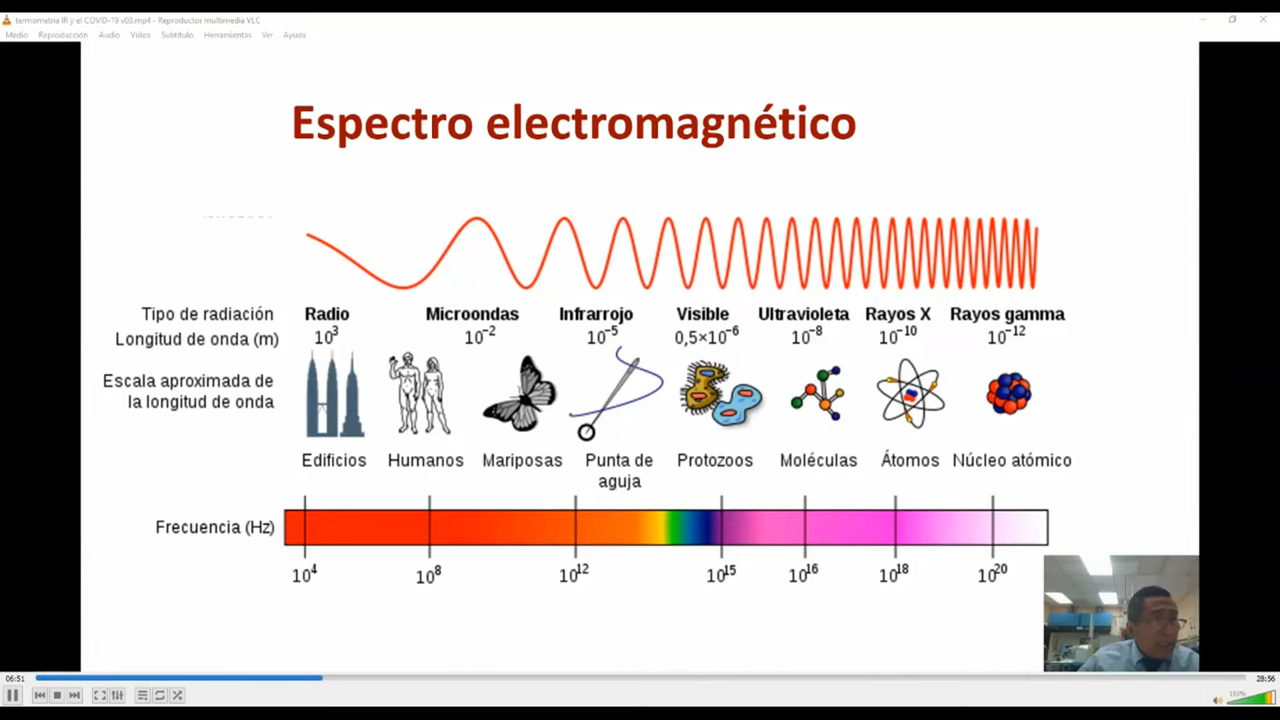 termometria IR y el COVID-19 v03.mp4 - Reproductor multimedia VLC
Medio Reproducción Audio Video Subtítulo Herramientas Ver Ayuda
Espectro electromagnético
Tipo de radiación Radio Microondas Infrarrojo Visible Ultravioleta Rayos X Rayos gamma
Longitud de onda (m) 10³ 10⁻² 10⁻⁵ 0,5×10⁻⁶ 10⁻⁸ 10⁻¹⁰ 10⁻¹²
Escala aproximada de
la longitud de onda
Edificios Humanos Mariposas Punta de Protozoos Moléculas Átomos Núcleo atómico
aguja
Frecuencia (Hz)
10⁴ 10⁸ 10¹² 10¹⁵ 10¹⁶ 10¹⁸ 10²⁰
06:51 28:56
115%